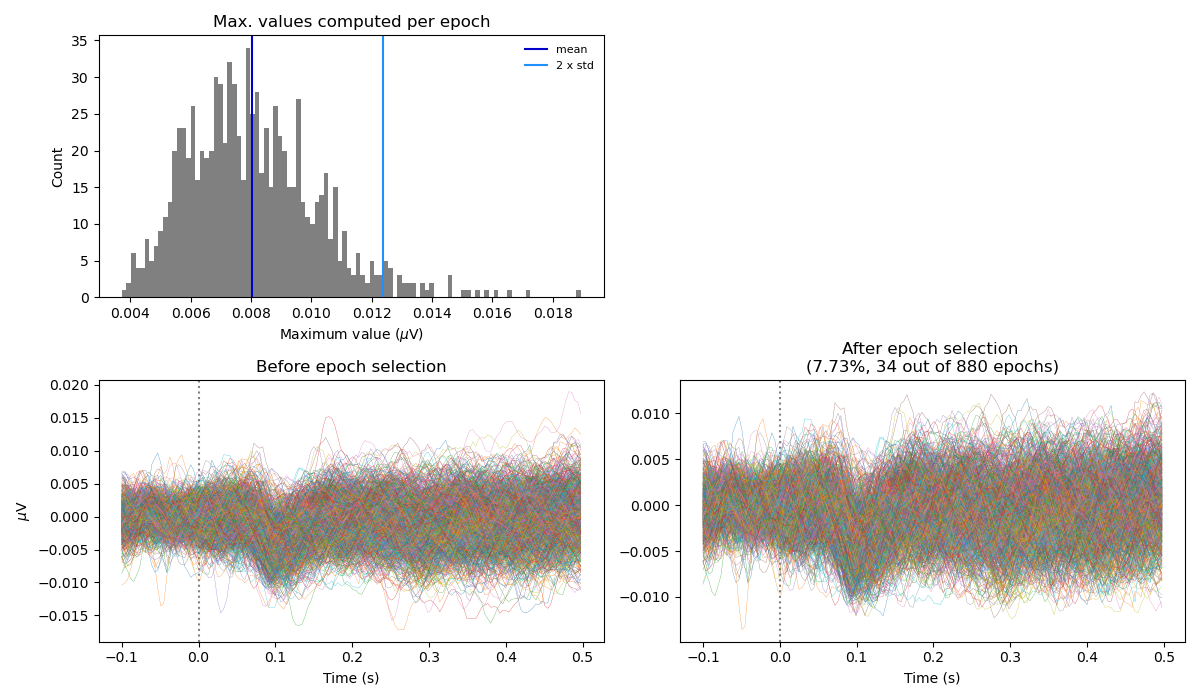 Max. values computed per epoch
35
30
25
20
15
10
5
0
Count
mean
2 x std
0.004 0.006 0.008 0.010 0.012 0.014 0.016 0.018
Maximum value (μV)
Before epoch selection
0.020
0.015
0.010
0.005
0.000
−0.005
−0.010
−0.015
μV
−0.1 0.0 0.1 0.2 0.3 0.4 0.5
Time (s)
After epoch selection
(7.73%, 34 out of 880 epochs)
0.010
0.005
0.000
−0.005
−0.010
−0.1 0.0 0.1 0.2 0.3 0.4 0.5
Time (s)